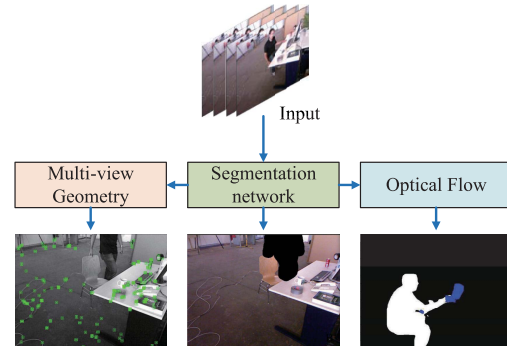 Input
Multi-view
Geometry
Segmentation
network
Optical Flow